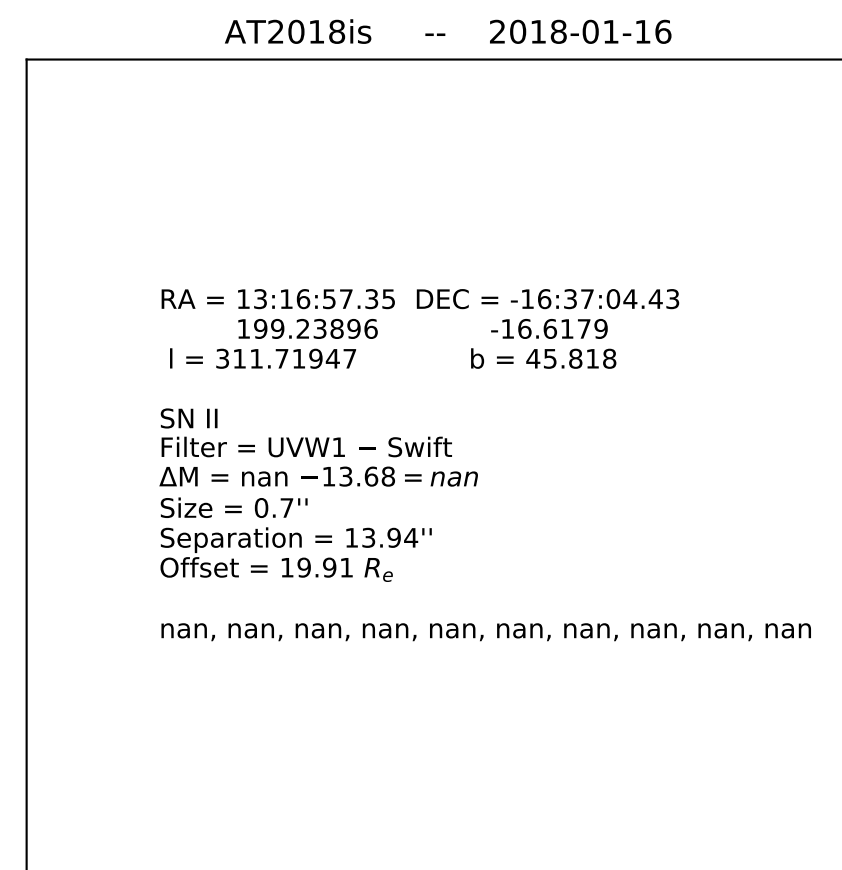 AT2018is -- 2018-01-16
RA = 13:16:57.35 DEC = -16:37:04.43
199.23896 -16.6179
l = 311.71947 b = 45.818
SN II
Filter = UVW1 − Swift
ΔM = nan −13.68 = nan
Size = 0.7''
Separation = 13.94''
Offset = 19.91 Re
nan, nan, nan, nan, nan, nan, nan, nan, nan, nan